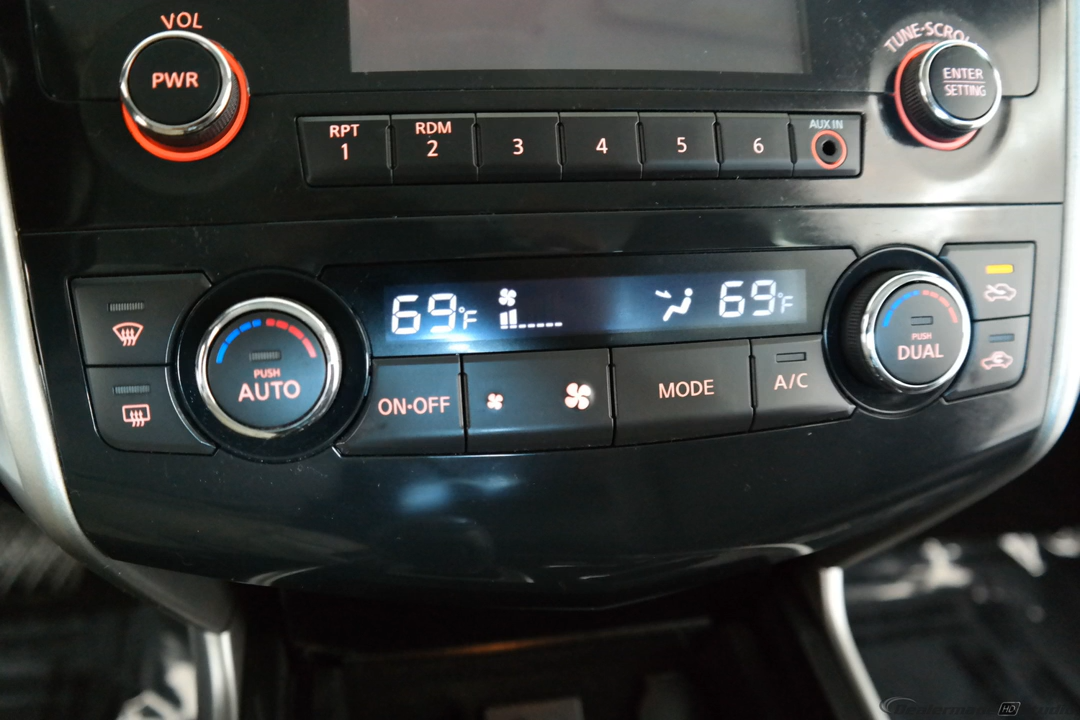 VOL
PWR
TUNE·SCROLL
ENTER
SETTING
RPT
1
RDM
2
3
4
5
6
AUX IN
69°F
69°F
PUSH
AUTO
ON·OFF
MODE
A/C
PUSH
DUAL
HD